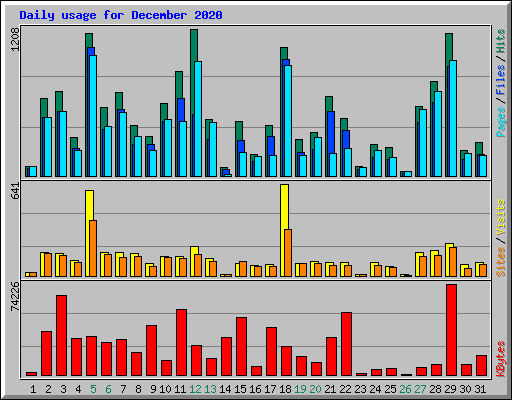 Daily usage for December 2020
1208
Pages / Files / Hits
641
Sites / Visits
74226
KBytes
1 2 3 4 5 6 7 8 9 10 11 12 13 14 15 16 17 18 19 20 21 22 23 24 25 26 27 28 29 30 31